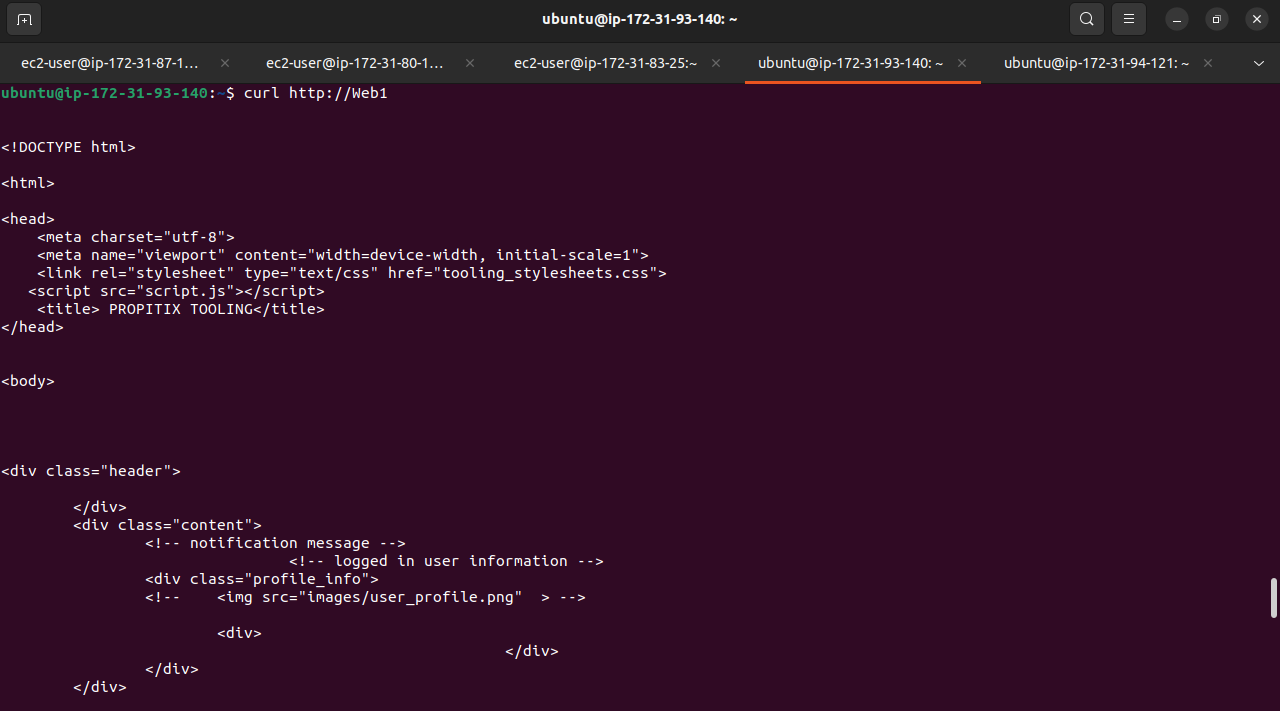 ubuntu@ip-172-31-93-140: ~
ec2-user@ip-172-31-87-1…
ec2-user@ip-172-31-80-1…
ec2-user@ip-172-31-83-25:~
ubuntu@ip-172-31-93-140: ~
ubuntu@ip-172-31-94-121: ~
ubuntu@ip-172-31-93-140:~$ curl http://Web1
<!DOCTYPE html>
<html>
<head>
    <meta charset="utf-8">
    <meta name="viewport" content="width=device-width, initial-scale=1">
    <link rel="stylesheet" type="text/css" href="tooling_stylesheets.css">
   <script src="script.js"></script>
    <title> PROPITIX TOOLING</title>
</head>
<body>
<div class="header">
        </div>
        <div class="content">
                <!-- notification message -->
                                <!-- logged in user information -->
                <div class="profile_info">
                <!--    <img src="images/user_profile.png"  > -->
                        <div>
                                                        </div>
                </div>
        </div>